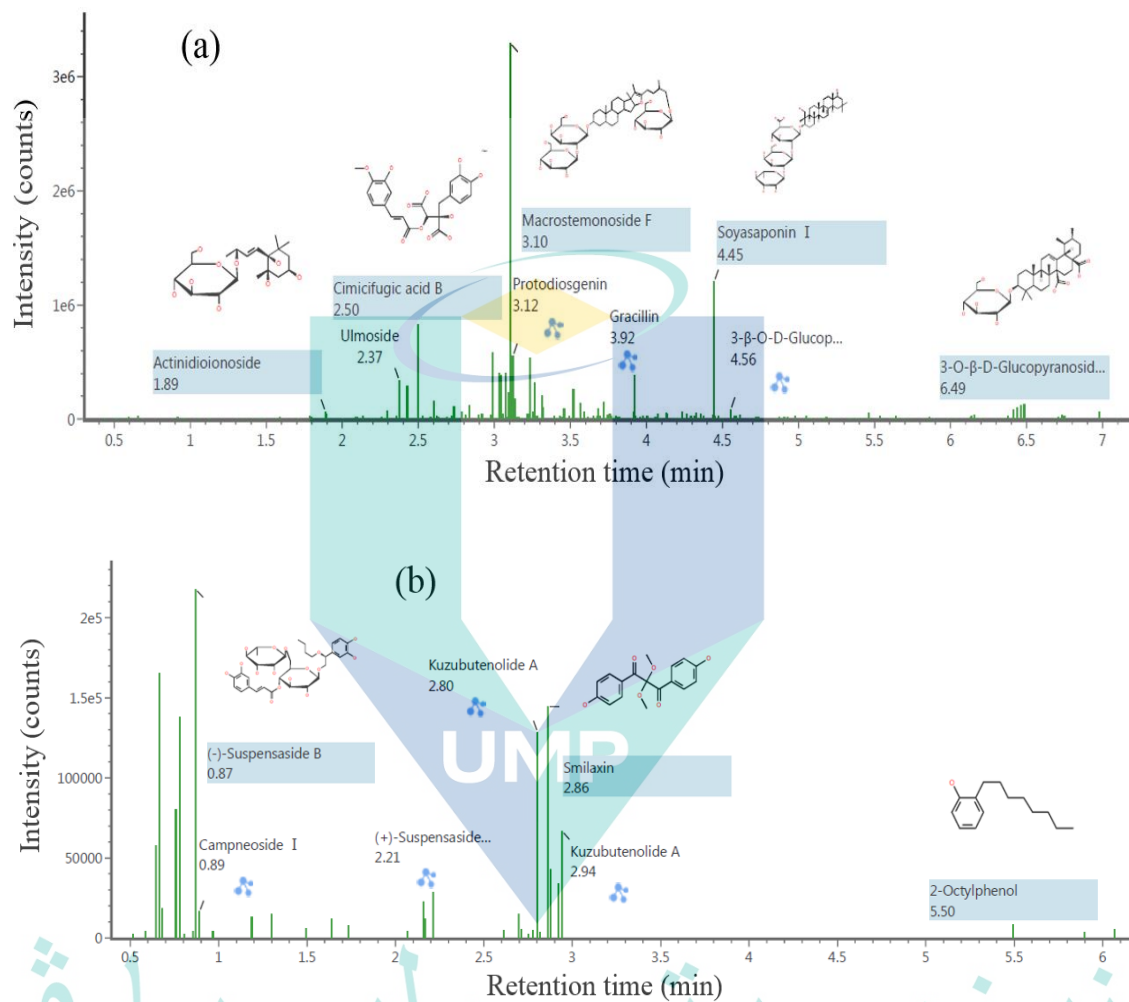 (a)
3e6
2e6
1e6
0
Intensity (counts)
Macrostemonoside F
3.10
Soyasaponin I
4.45
Cimicifugic acid B
2.50
Protodiosgenin
3.12
Ulmoside
2.37
Gracillin
3.92
3-β-O-D-Glucop...
4.56
Actinidioionoside
1.89
3-O-β-D-Glucopyranosid...
6.49
0.5 1 1.5 2 2.5 3 3.5 4 4.5 5 5.5 6 6.5 7
Retention time (min)
(b)
2e5
1.5e5
100000
50000
0
Intensity (counts)
Kuzubutenolide A
2.80
UMP
(-)-Suspensaside B
0.87
Smilaxin
2.86
Campneoside I
0.89
(+)-Suspensaside...
2.21
Kuzubutenolide A
2.94
2-Octylphenol
5.50
0.5 1 1.5 2 2.5 3 3.5 4 4.5 5 5.5 6
Retention time (min)